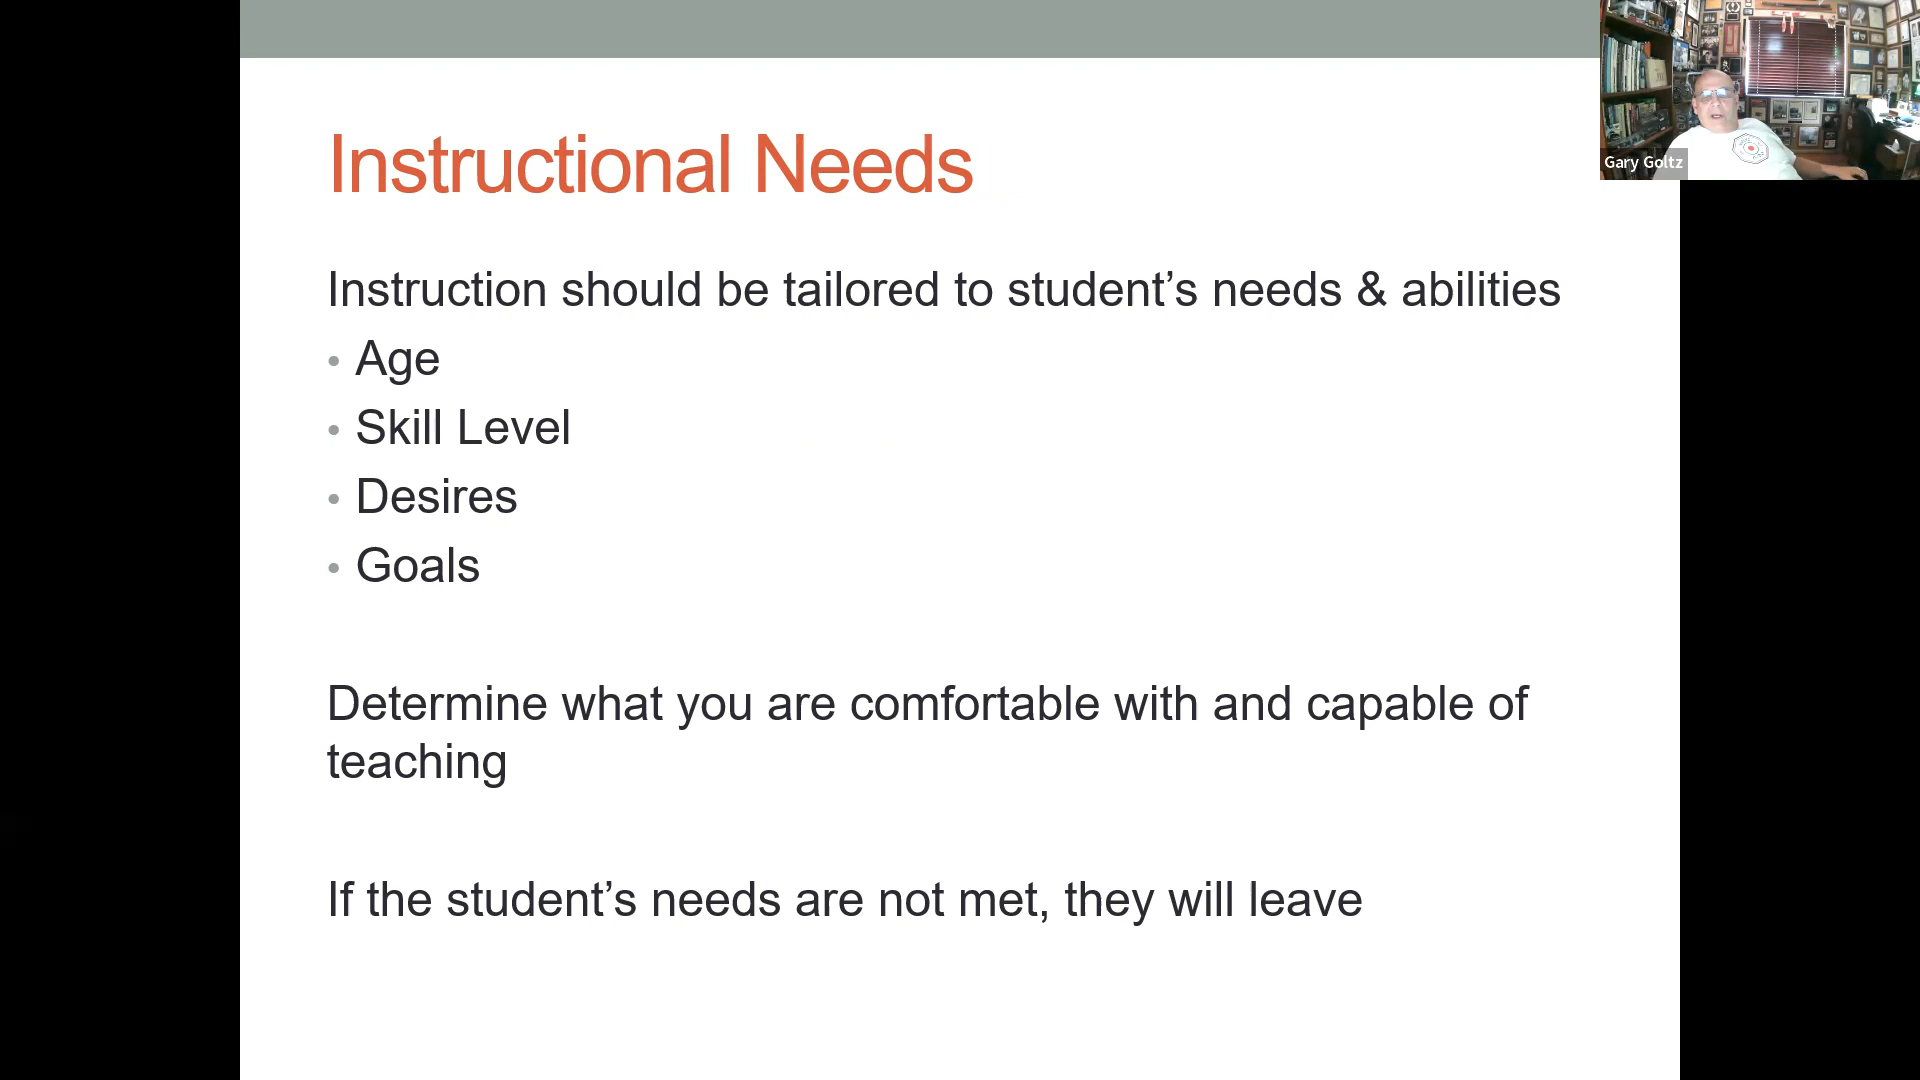 Instructional Needs
Instruction should be tailored to student’s needs & abilities
• Age
• Skill Level
• Desires
• Goals
Determine what you are comfortable with and capable of
teaching
If the student’s needs are not met, they will leave
Gary Goltz